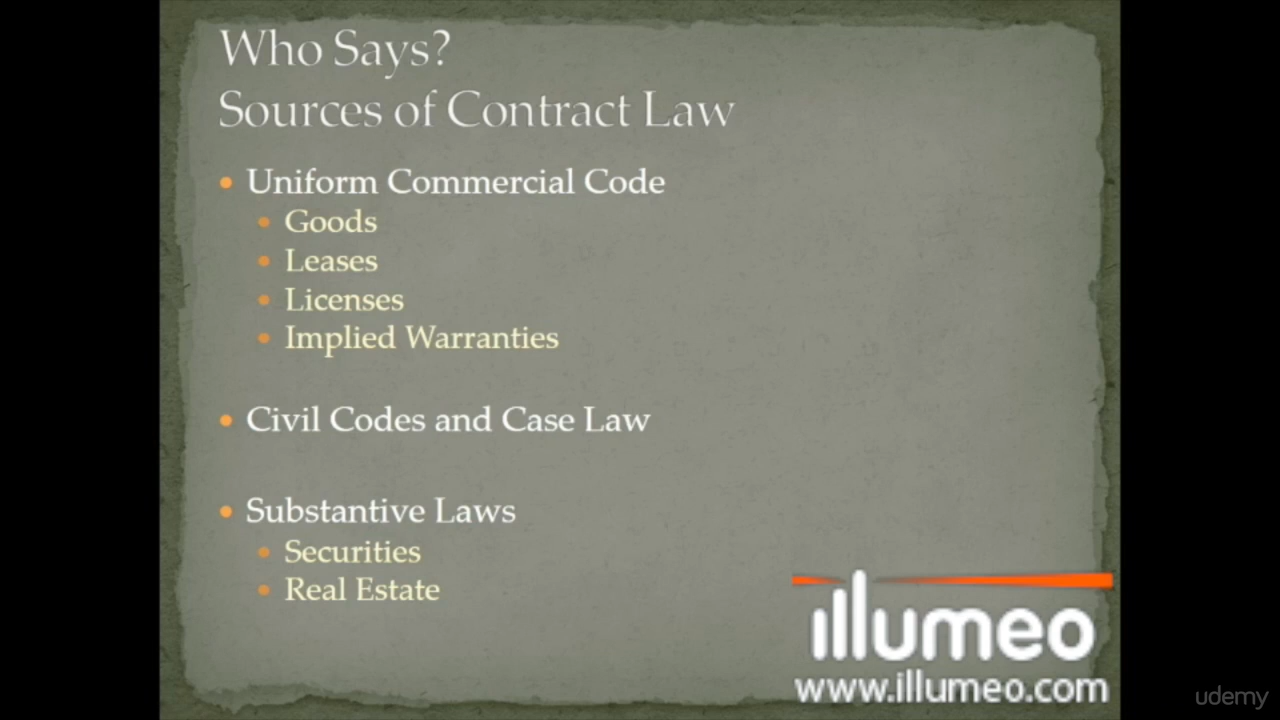 Who Says?
Sources of Contract Law
Uniform Commercial Code
Goods
Leases
Licenses
Implied Warranties
Civil Codes and Case Law
Substantive Laws
Securities
Real Estate
illumeo
www.illumeo.com
udemy